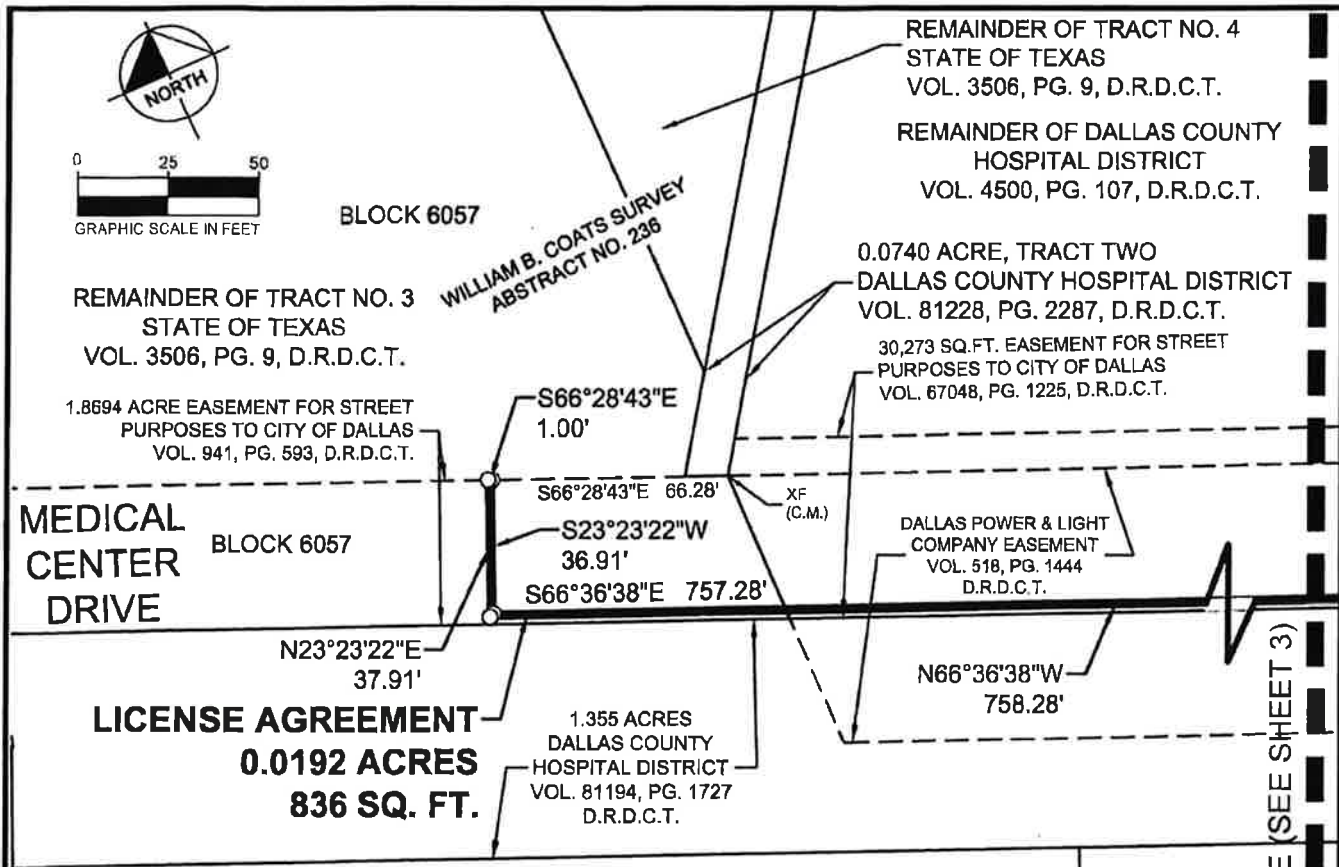 REMAINDER OF TRACT NO. 4
STATE OF TEXAS
VOL. 3506, PG. 9, D.R.D.C.T.
NORTH
0 25 50
GRAPHIC SCALE IN FEET
BLOCK 6057
WILLIAM B. COATS SURVEY
ABSTRACT NO. 236
REMAINDER OF DALLAS COUNTY
HOSPITAL DISTRICT
VOL. 4500, PG. 107, D.R.D.C.T.
0.0740 ACRE, TRACT TWO
DALLAS COUNTY HOSPITAL DISTRICT
VOL. 81228, PG. 2287, D.R.D.C.T.
REMAINDER OF TRACT NO. 3
STATE OF TEXAS
VOL. 3506, PG. 9, D.R.D.C.T.
30,273 SQ.FT. EASEMENT FOR STREET
PURPOSES TO CITY OF DALLAS
VOL. 67048, PG. 1225, D.R.D.C.T.
1.8694 ACRE EASEMENT FOR STREET
PURPOSES TO CITY OF DALLAS
VOL. 941, PG. 593, D.R.D.C.T.
S66°28'43"E
1.00'
S66°28'43"E 66.28'
XF
(C.M.)
MEDICAL
CENTER
DRIVE
BLOCK 6057
S23°23'22"W
36.91'
S66°36'38"E 757.28'
DALLAS POWER & LIGHT
COMPANY EASEMENT
VOL. 518, PG. 1444
D.R.D.C.T.
N23°23'22"E
37.91'
N66°36'38"W
758.28'
LICENSE AGREEMENT
0.0192 ACRES
836 SQ. FT.
1.355 ACRES
DALLAS COUNTY
HOSPITAL DISTRICT
VOL. 81194, PG. 1727
D.R.D.C.T.
(SEE SHEET 3)